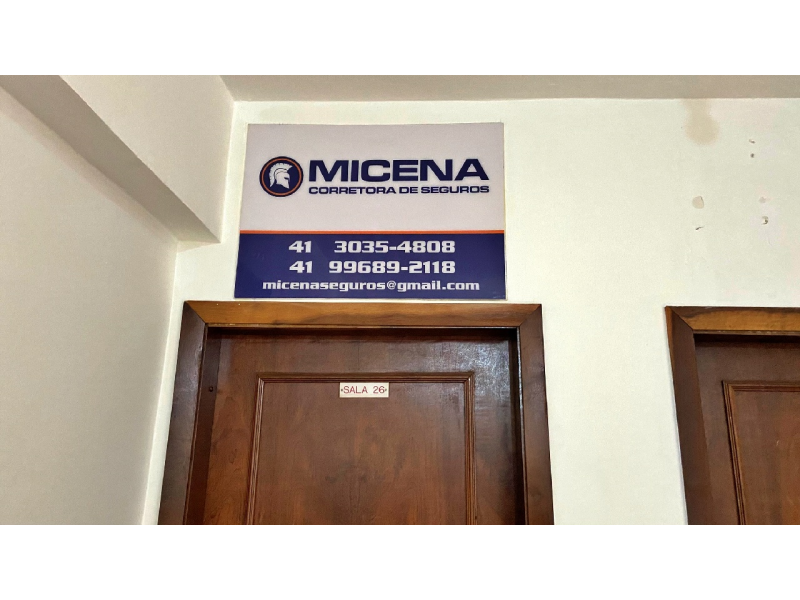 MICENA
CORRETORA DE SEGUROS
41 3035-4808
41 99689-2118
micenaseguros@gmail.com
SALA 26